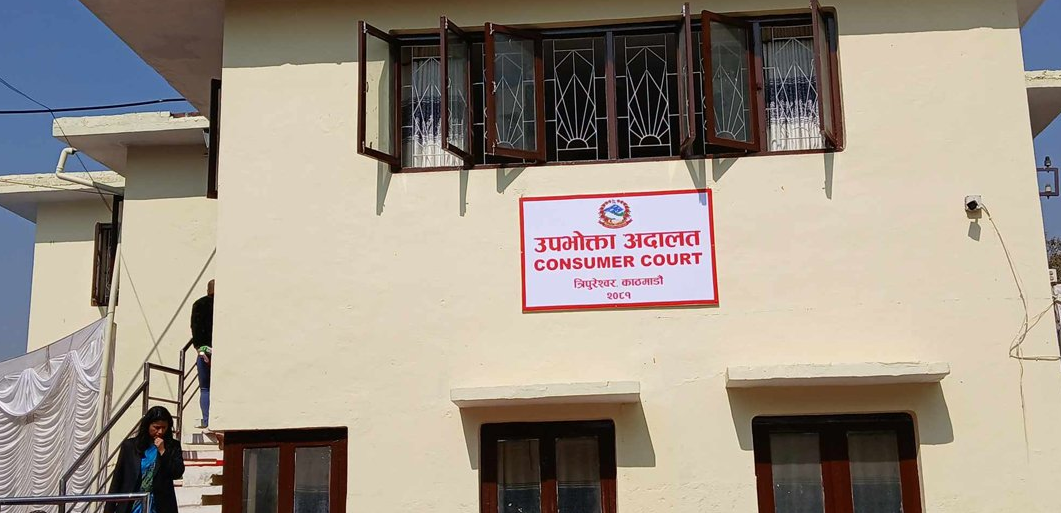 उपभोक्ता अदालत
CONSUMER COURT
त्रिपुरेश्वर, काठमाडौं
२०८१